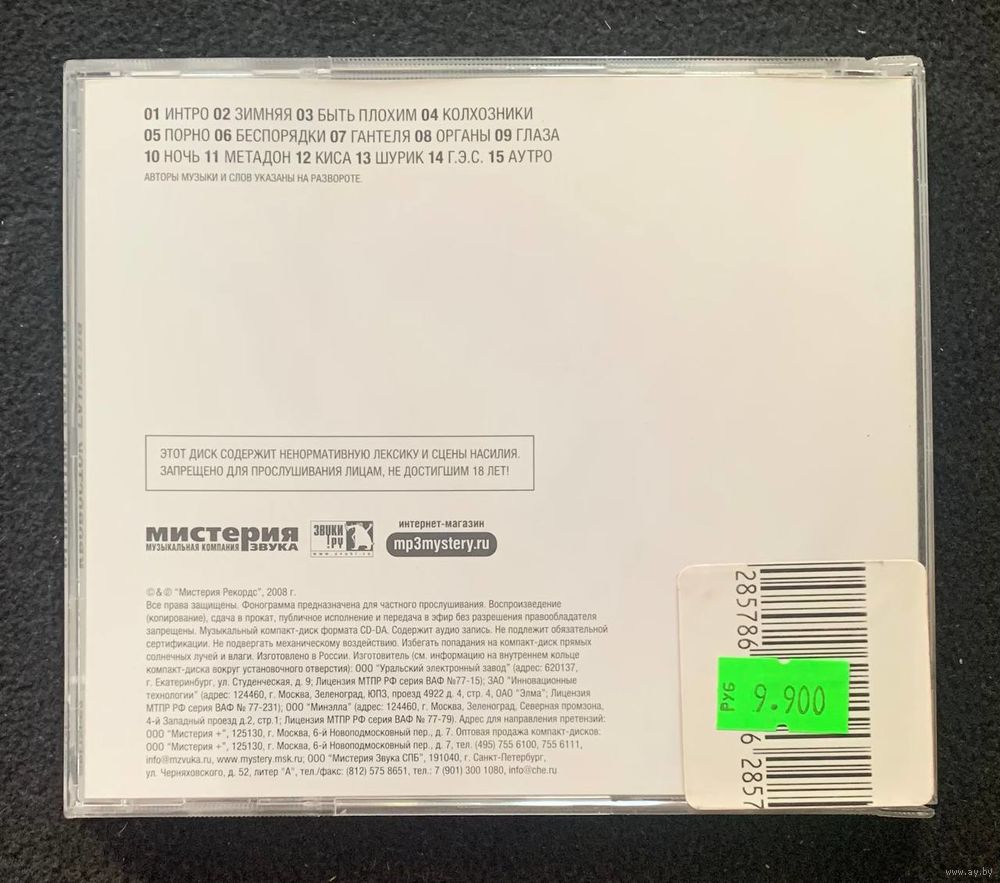 01 ИНТРО 02 ЗИМНЯЯ 03 БЫТЬ ПЛОХИМ 04 КОЛХОЗНИКИ
05 ПОРНО 06 БЕСПОРЯДКИ 07 ГАНТЕЛЯ 08 ОРГАНЫ 09 ГЛАЗА
10 НОЧЬ 11 МЕТАДОН 12 КИСА 13 ШУРИК 14 Г.Э.С. 15 АУТРО
АВТОРЫ МУЗЫКИ И СЛОВ УКАЗАНЫ НА РАЗВОРОТЕ.
ЭТОТ ДИСК СОДЕРЖИТ НЕНОРМАТИВНУЮ ЛЕКСИКУ И СЦЕНЫ НАСИЛИЯ.
ЗАПРЕЩЕНО ДЛЯ ПРОСЛУШИВАНИЯ ЛИЦАМ, НЕ ДОСТИГШИМ 18 ЛЕТ!
мистерия
МУЗЫКАЛЬНАЯ КОМПАНИЯ ЗВУКА
ЗВУКИ
.РУ
www.zvuki.ru
интернет-магазин
mp3mystery.ru
©&℗ "Мистерия Рекордс", 2008 г.
Все права защищены. Фонограмма предназначена для частного прослушивания. Воспроизведение
(копирование), сдача в прокат, публичное исполнение и передача в эфир без разрешения правообладателя
запрещены. Музыкальный компакт-диск формата CD-DA. Содержит аудио запись. Не подлежит обязательной
сертификации. Не подвергать механическому воздействию. Избегать попадания на компакт-диск прямых
солнечных лучей и влаги. Изготовлено в России. Изготовитель (см. информацию на внутреннем кольце
компакт-диска вокруг установочного отверстия): ООО "Уральский электронный завод" (адрес: 620137,
г. Екатеринбург, ул. Студенческая, д. 9; Лицензия МТПР РФ серия ВАФ №77-15); ЗАО "Инновационные
технологии" (адрес: 124460, г. Москва, Зеленоград, ЮПЗ, проезд 4922 д. 4, стр. 4, ОАО "Элма"; Лицензия
МТПР РФ серия ВАФ № 77-231); ООО "Минэлла" (адрес: 124460, г. Москва, Зеленоград, Северная промзона,
4-й Западный проезд д.2, стр.1; Лицензия МТПР РФ серия ВАФ № 77-79). Адрес для направления претензий:
ООО "Мистерия +", 125130, г. Москва, 6-й Новоподмосковный пер., д. 7. Оптовая продажа компакт-дисков:
ООО "Мистерия +", 125130, г. Москва, 6-й Новоподмосковный пер., д. 7, тел. (495) 755 6100, 755 6111,
info@mzvuka.ru, www.mystery.msk.ru; ООО "Мистерия Звука СПБ", 191040, г. Санкт-Петербург,
ул. Черняховского, д. 52, литер "А", тел./факс: (812) 575 8651, тел.: 7 (901) 300 1080, info@che.ru
285786
6 2857
РУБ
9.900
www.ay.by